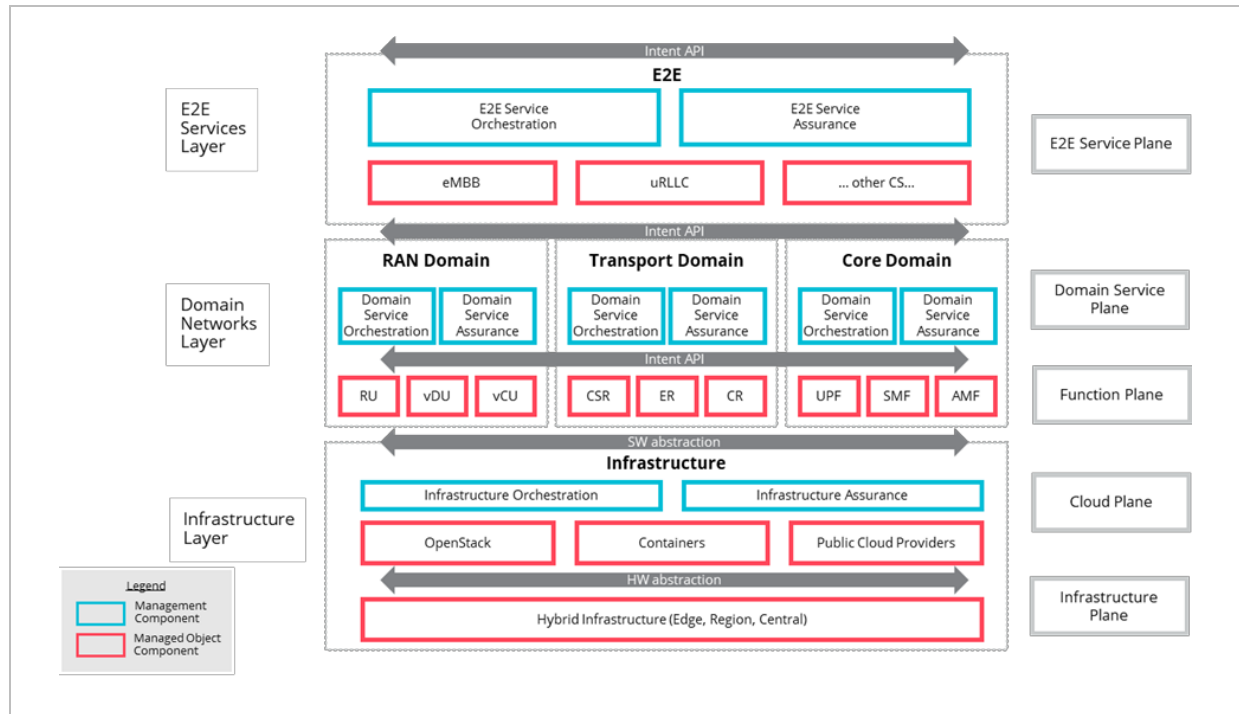 Intent API
E2E
E2E
Services
Layer
E2E Service
Orchestration
E2E Service
Assurance
E2E Service Plane
eMBB
uRLLC
... other CS...
Intent API
RAN Domain
Transport Domain
Core Domain
Domain
Networks
Layer
Domain
Service
Orchestration
Domain
Service
Assurance
Domain
Service
Orchestration
Domain
Service
Assurance
Domain
Service
Orchestration
Domain
Service
Assurance
Domain Service
Plane
Intent API
RU
vDU
vCU
CSR
ER
CR
UPF
SMF
AMF
Function Plane
SW abstraction
Infrastructure
Infrastructure
Layer
Infrastructure Orchestration
Infrastructure Assurance
Cloud Plane
OpenStack
Containers
Public Cloud Providers
HW abstraction
Hybrid Infrastructure (Edge, Region, Central)
Infrastructure
Plane
Legend
Management
Component
Managed Object
Component